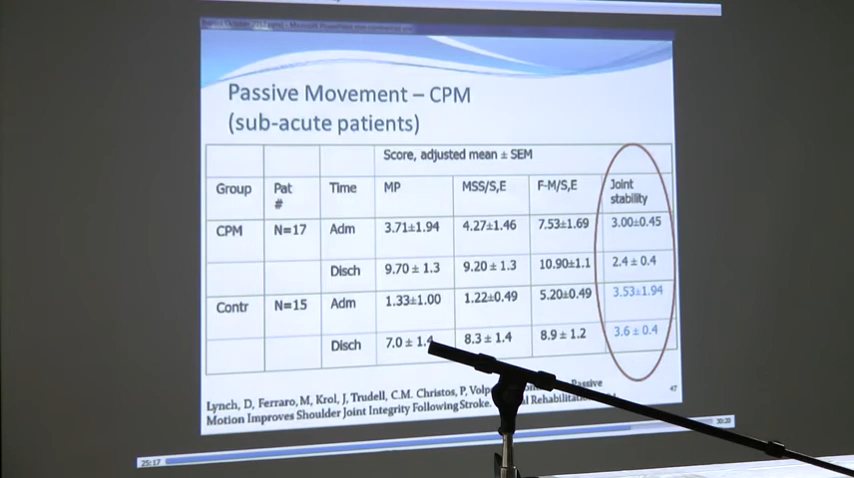 Passive Movement – CPM
(sub-acute patients)
Score, adjusted mean ± SEM
Group Pat # Time MP MSS/S,E F-M/S,E Joint stability
CPM N=17 Adm 3.71±1.94 4.27±1.46 7.53±1.69 3.00±0.45
Disch 9.70 ± 1.3 9.20 ± 1.3 10.90±1.1 2.4 ± 0.4
Contr N=15 Adm 1.33±1.00 1.22±0.49 5.20±0.49 3.53±1.94
Disch 7.0 ± 1.4 8.3 ± 1.4 8.9 ± 1.2 3.6 ± 0.4
Lynch, D, Ferraro, M, Krol, J, Trudell, C.M. Christos, P, Passive
Motion Improves Shoulder Joint Integrity Following Stroke. Rehabilitation
47
25:17